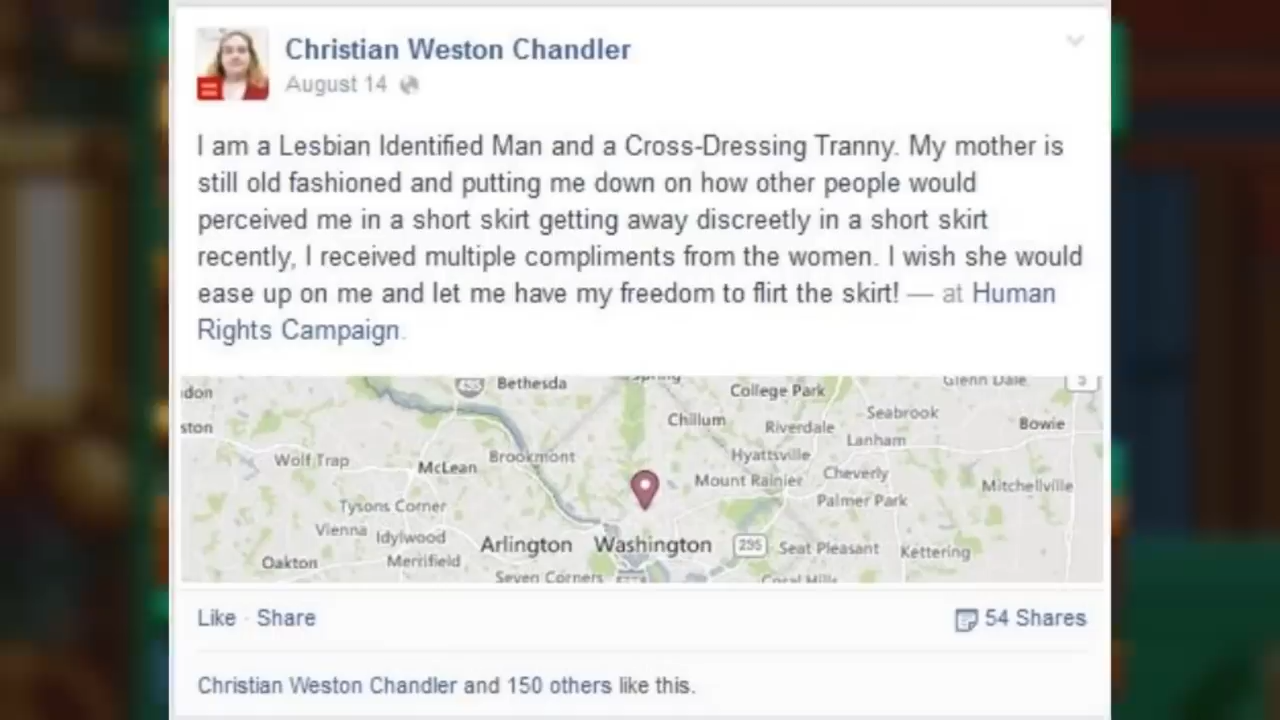 Christian Weston Chandler
August 14
I am a Lesbian Identified Man and a Cross-Dressing Tranny. My mother is
still old fashioned and putting me down on how other people would
perceived me in a short skirt getting away discreetly in a short skirt
recently, I received multiple compliments from the women. I wish she would
ease up on me and let me have my freedom to flirt the skirt! — at Human
Rights Campaign.
Bethesda
College Park
Glenn Dale
Chillum
Seabrook
Riverdale
Bowie
Lanham
Wolf Trap
McLean
Brookmont
Hyattsville
Mount Rainier
Cheverly
Mitchellville
Tysons Corner
Palmer Park
Vienna
Idylwood
Arlington
Washington
295
Seat Pleasant
Kettering
Oakton
Merrifield
Seven Corners
Coral Hills
Like · Share
54 Shares
Christian Weston Chandler and 150 others like this.